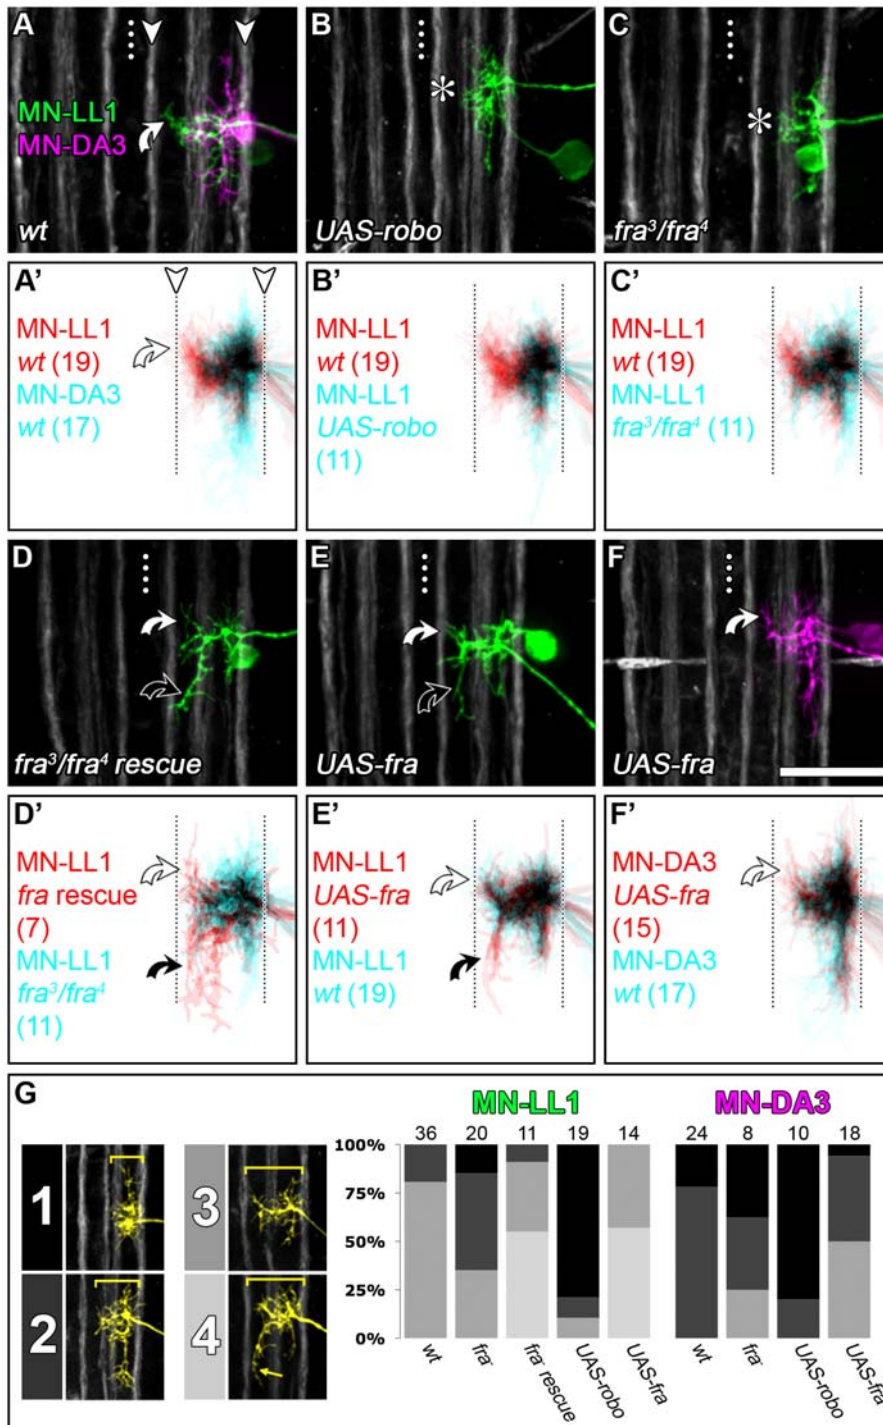 A
MN-LL1
MN-DA3
wt
B
*
UAS-robo
C
*
fra³/fra⁴
A'
MN-LL1
wt (19)
MN-DA3
wt (17)
B'
MN-LL1
wt (19)
MN-LL1
UAS-robo
(11)
C'
MN-LL1
wt (19)
MN-LL1
fra³/fra⁴ (11)
D
fra³/fra⁴ rescue
E
UAS-fra
F
UAS-fra
D'
MN-LL1
fra rescue
(7)
MN-LL1
fra³/fra⁴
(11)
E'
MN-LL1
UAS-fra
(11)
MN-LL1
wt (19)
F'
MN-DA3
UAS-fra
(15)
MN-DA3
wt (17)
G
1
2
3
4
MN-LL1
36 20 11 19 14
100%
75%
50%
25%
0%
wt
fra⁻
fra⁻ rescue
UAS-robo
UAS-fra
MN-DA3
24 8 10 18
wt
fra⁻
UAS-robo
UAS-fra